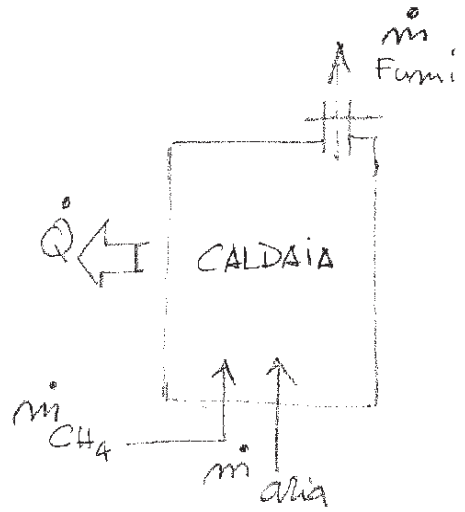 ṁ
Fumi
Q̇
CALDAIA
ṁ CH₄
ṁ aria